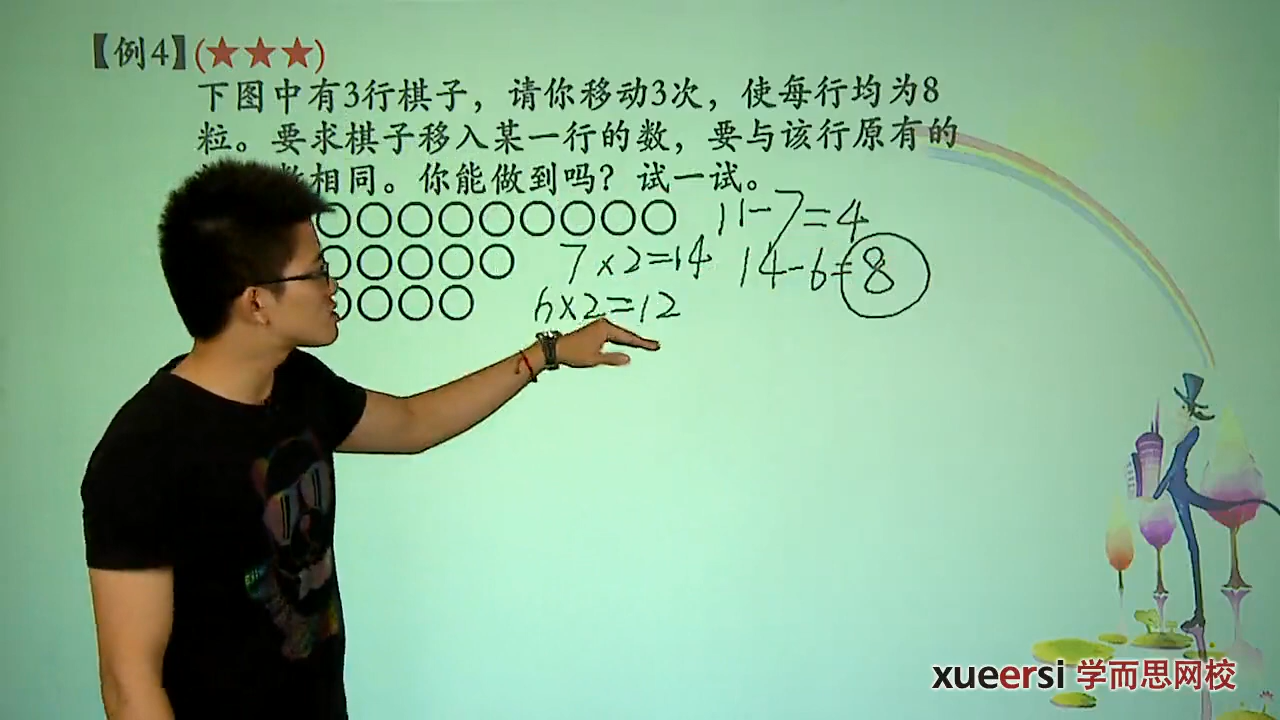 【例4】(★★★)
下图中有3行棋子，请你移动3次，使每行均为8
粒。要求棋子移入某一行的数，要与该行原有的
数相同。你能做到吗？试一试。
11-7=4
7×2=14
14-6=8
6×2=12
xueersi 学而思网校